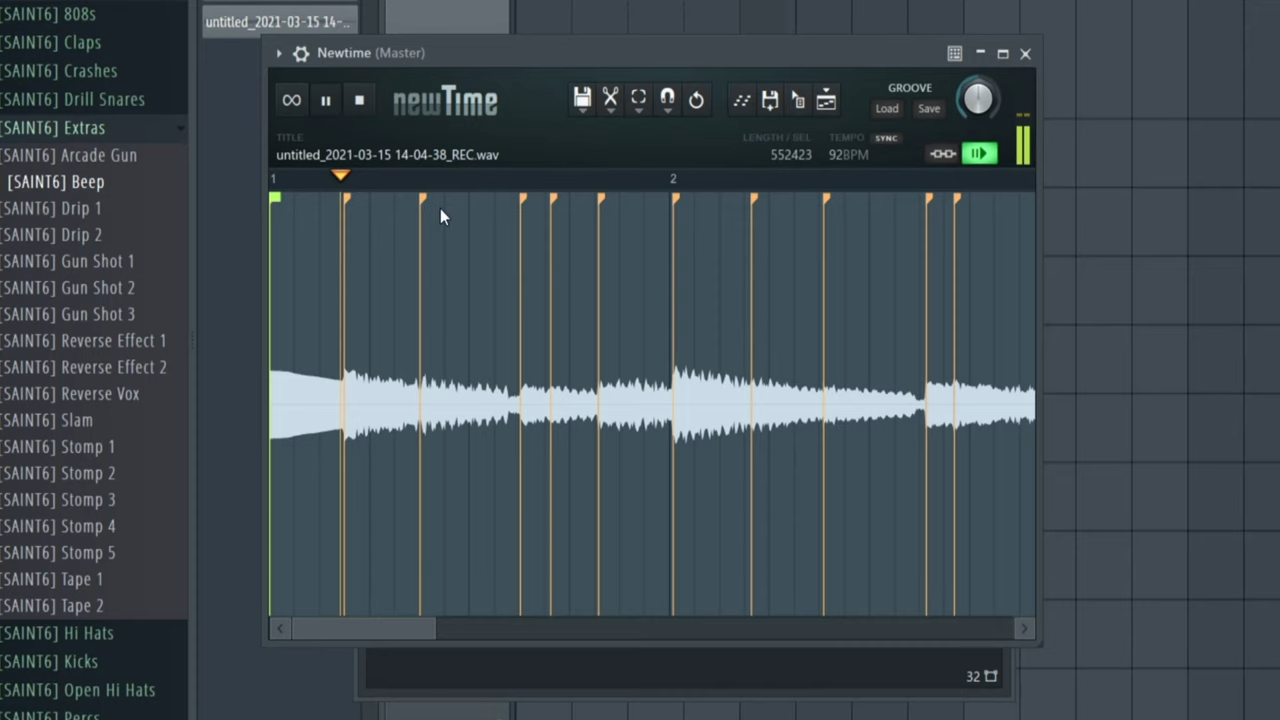 [SAINT6] 808s
[SAINT6] Claps
[SAINT6] Crashes
[SAINT6] Drill Snares
[SAINT6] Extras
[SAINT6] Arcade Gun
[SAINT6] Beep
[SAINT6] Drip 1
[SAINT6] Drip 2
[SAINT6] Gun Shot 1
[SAINT6] Gun Shot 2
[SAINT6] Gun Shot 3
[SAINT6] Reverse Effect 1
[SAINT6] Reverse Effect 2
[SAINT6] Reverse Vox
[SAINT6] Slam
[SAINT6] Stomp 1
[SAINT6] Stomp 2
[SAINT6] Stomp 3
[SAINT6] Stomp 4
[SAINT6] Stomp 5
[SAINT6] Tape 1
[SAINT6] Tape 2
[SAINT6] Hi Hats
[SAINT6] Kicks
[SAINT6] Open Hi Hats
[SAINT6] Percs
untitled_2021-03-15 14-..
Newtime (Master)
newTime
GROOVE
Load Save
TITLE LENGTH / SEL TEMPO SYNC
untitled_2021-03-15 14-04-38_REC.wav 552423 92BPM
1 2
32